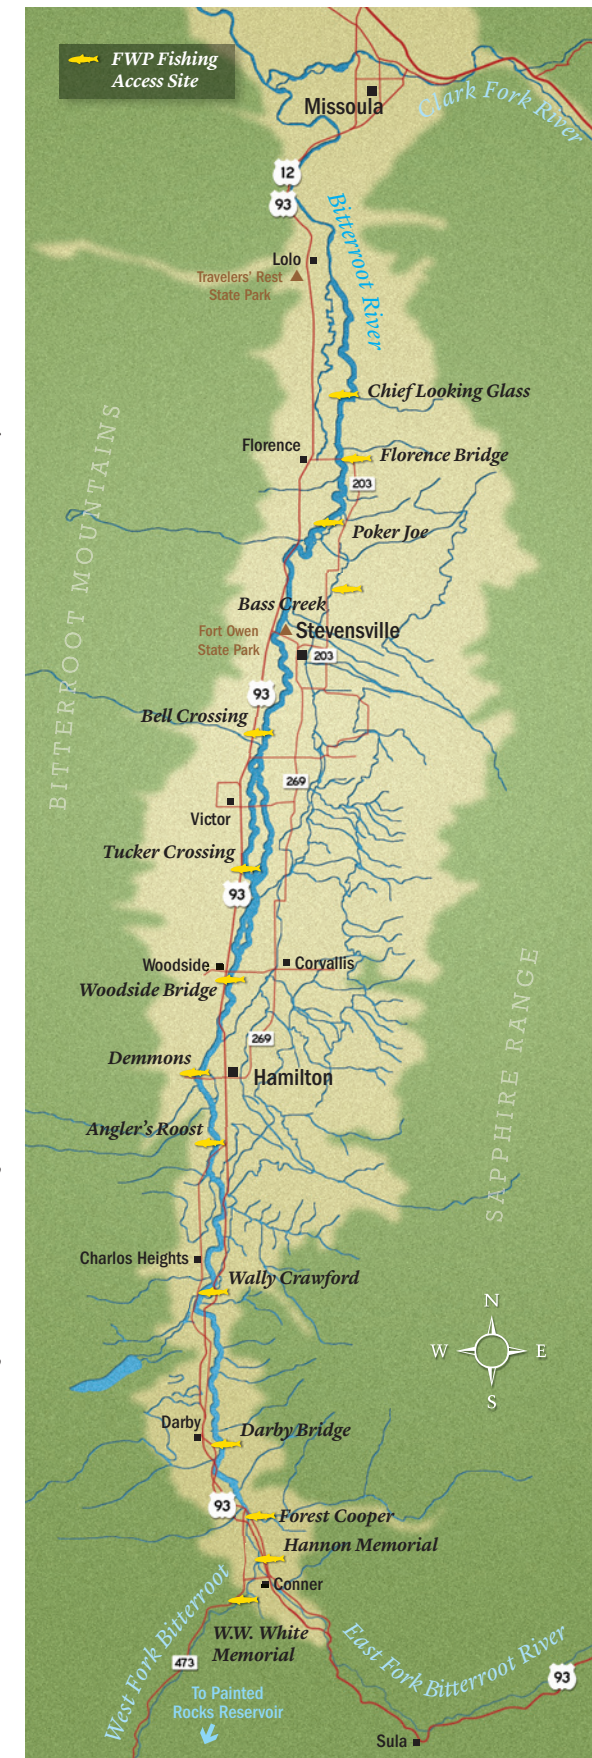 FWP Fishing
Access Site
Missoula
Clark Fork River
12
93
Bitterroot River
Lolo
Travelers' Rest
State Park
Chief Looking Glass
Florence
Florence Bridge
203
Poker Joe
BITTERROOT MOUNTAINS
Bass Creek
Fort Owen
State Park
Stevensville
203
93
Bell Crossing
269
Victor
Tucker Crossing
93
Woodside
Corvallis
Woodside Bridge
SAPPHIRE RANGE
269
Demmons
Hamilton
Angler's Roost
Charlos Heights
Wally Crawford
N
W
E
S
Darby
Darby Bridge
93
Forest Cooper
Hannon Memorial
Conner
West Fork Bitterroot
W.W. White
Memorial
East Fork Bitterroot River
473
93
To Painted
Rocks Reservoir
Sula